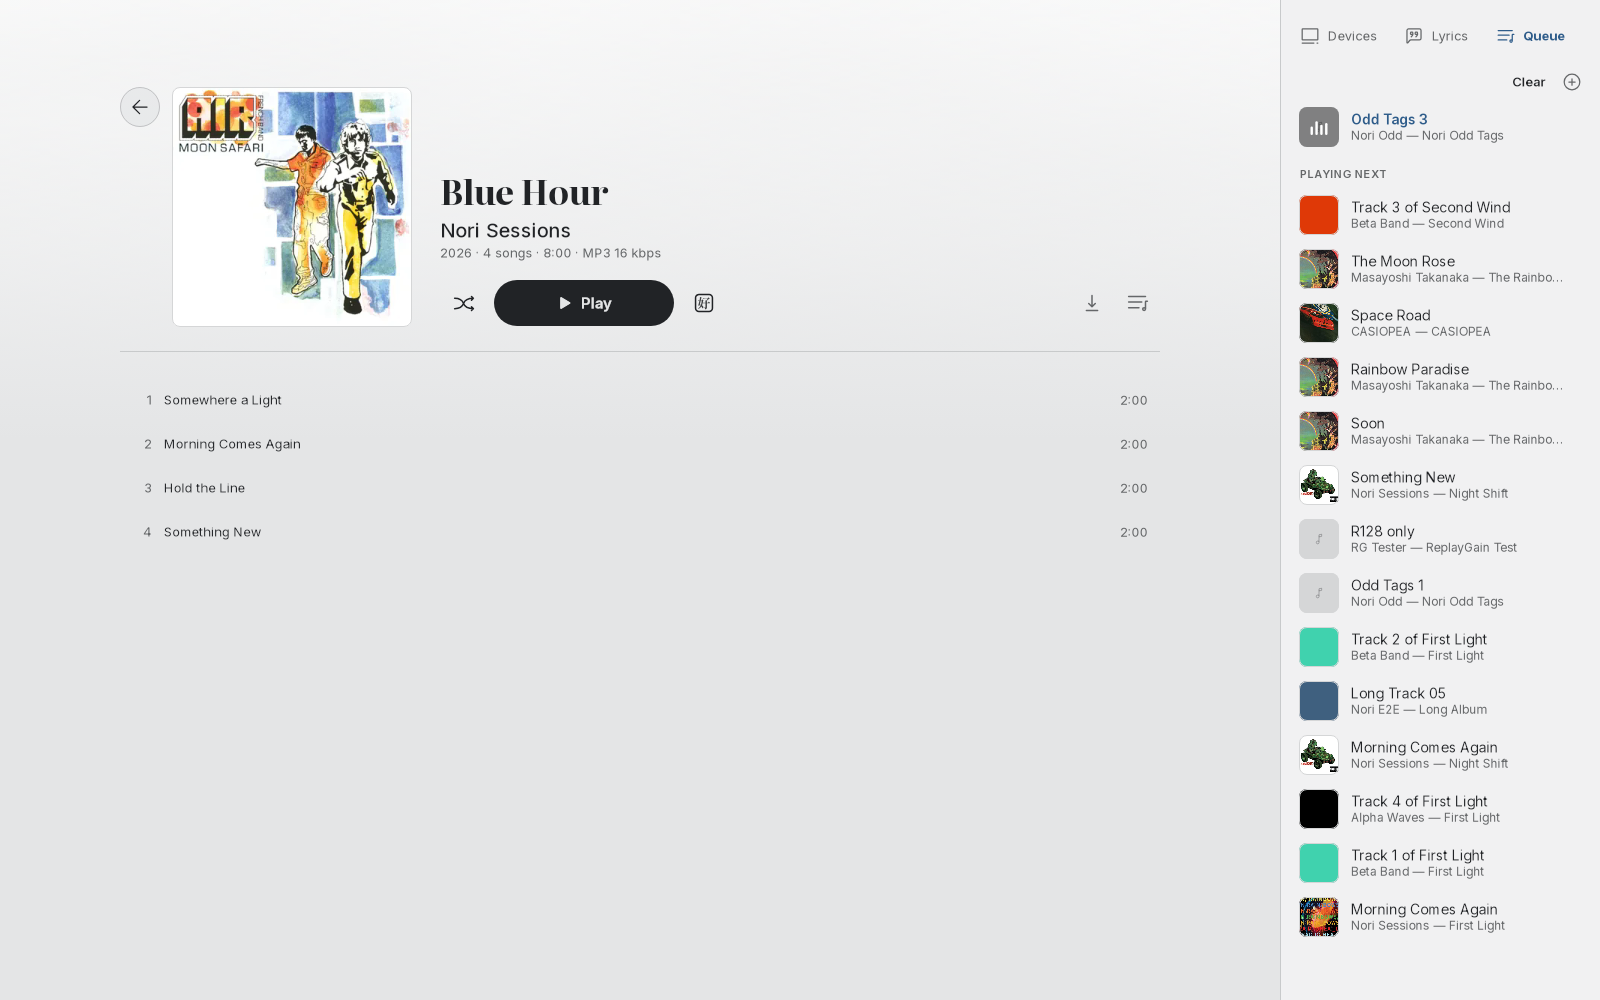 AIR
FRENCH BAND
MOON SAFARI
Blue Hour
Nori Sessions
2026 · 4 songs · 8:00 · MP3 16 kbps
Play
好
1 Somewhere a Light 2:00
2 Morning Comes Again 2:00
3 Hold the Line 2:00
4 Something New 2:00
Devices Lyrics Queue
Clear
Odd Tags 3
Nori Odd — Nori Odd Tags
PLAYING NEXT
Track 3 of Second Wind
Beta Band — Second Wind
The Moon Rose
Masayoshi Takanaka — The Rainbo…
Space Road
CASIOPEA — CASIOPEA
Rainbow Paradise
Masayoshi Takanaka — The Rainbo…
Soon
Masayoshi Takanaka — The Rainbo…
Something New
Nori Sessions — Night Shift
R128 only
RG Tester — ReplayGain Test
Odd Tags 1
Nori Odd — Nori Odd Tags
Track 2 of First Light
Beta Band — First Light
Long Track 05
Nori E2E — Long Album
Morning Comes Again
Nori Sessions — Night Shift
Track 4 of First Light
Alpha Waves — First Light
Track 1 of First Light
Beta Band — First Light
Morning Comes Again
Nori Sessions — First Light